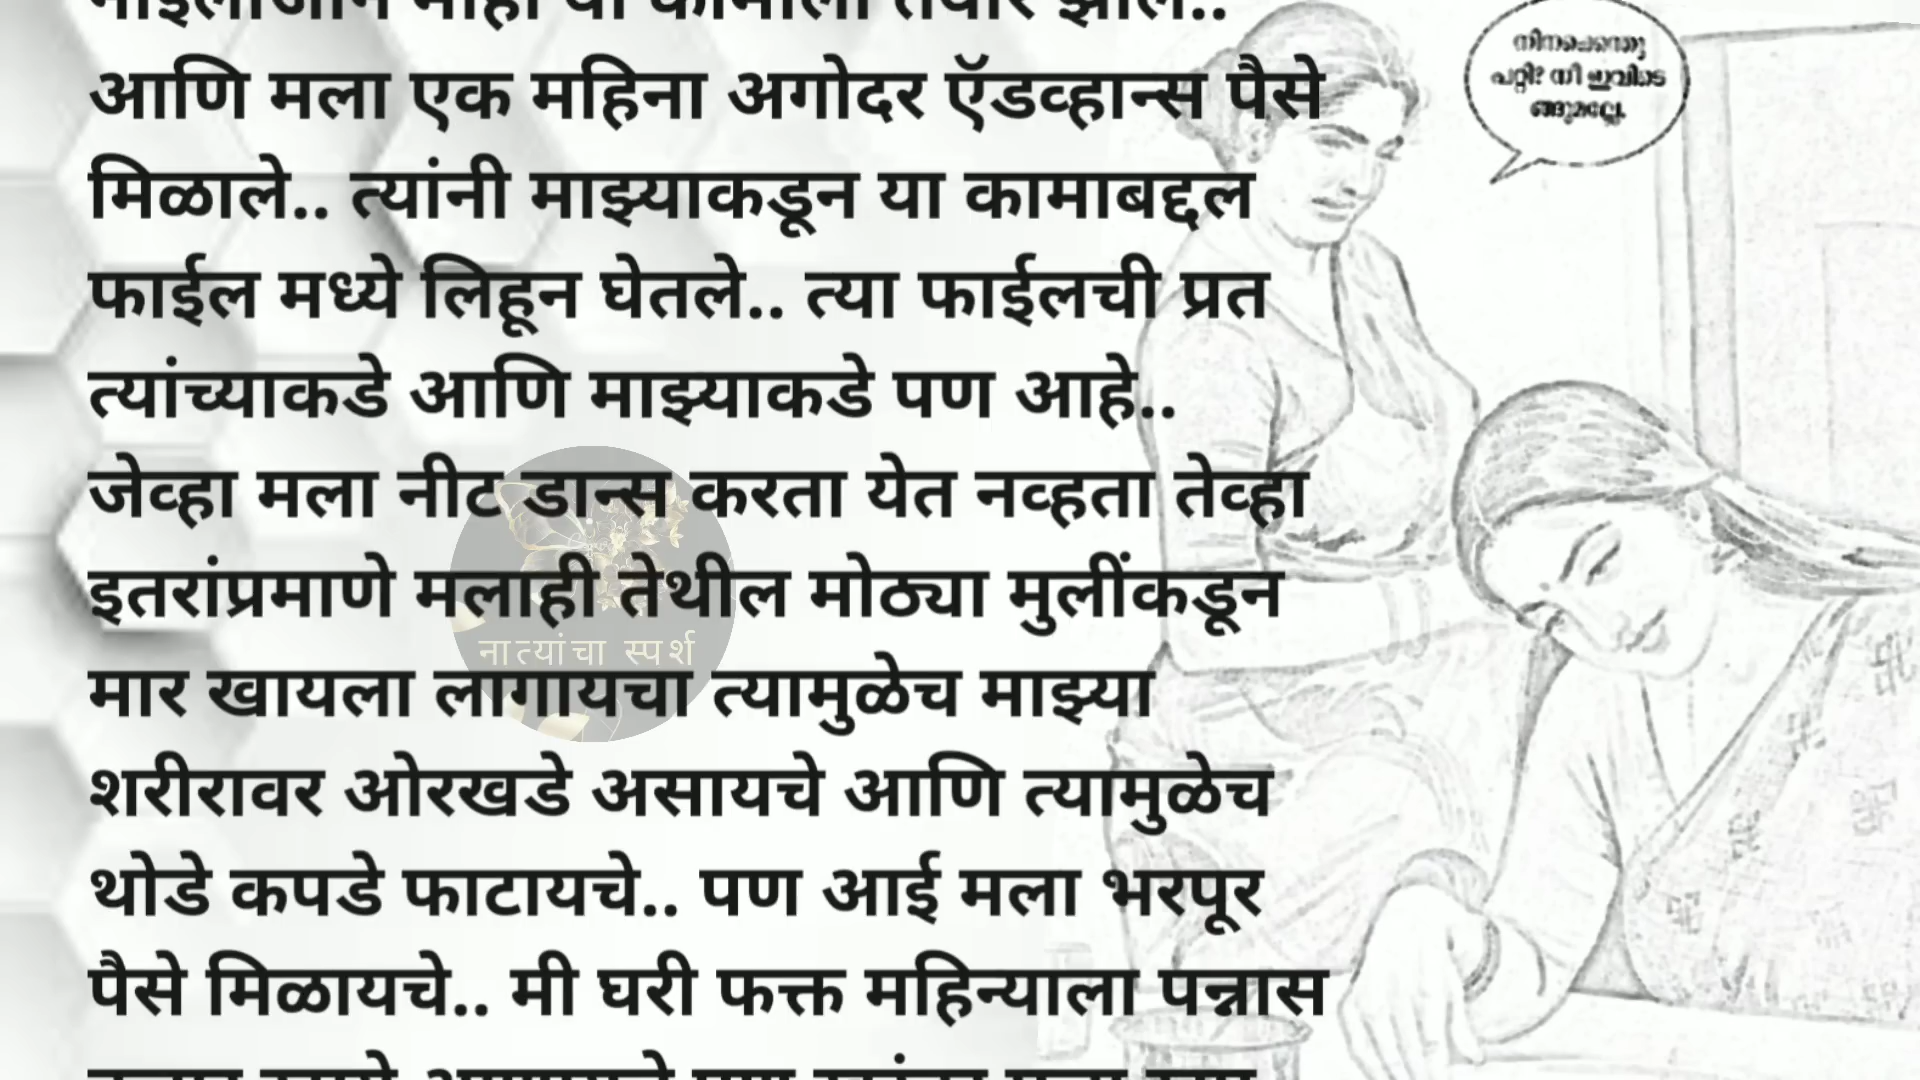 आणि मला एक महिना अगोदर ऍडव्हान्स पैसे
मिळाले.. त्यांनी माझ्याकडून या कामाबद्दल
फाईल मध्ये लिहून घेतले.. त्या फाईलची प्रत
त्यांच्याकडे आणि माझ्याकडे पण आहे..
जेव्हा मला नीट डान्स करता येत नव्हता तेव्हा
इतरांप्रमाणे मलाही तेथील मोठ्या मुलींकडून
मार खायला लागायचा त्यामुळेच माझ्या
शरीरावर ओरखडे असायचे आणि त्यामुळेच
थोडे कपडे फाटायचे.. पण आई मला भरपूर
पैसे मिळायचे.. मी घरी फक्त महिन्याला पन्नास
नात्यांचा स्पर्श